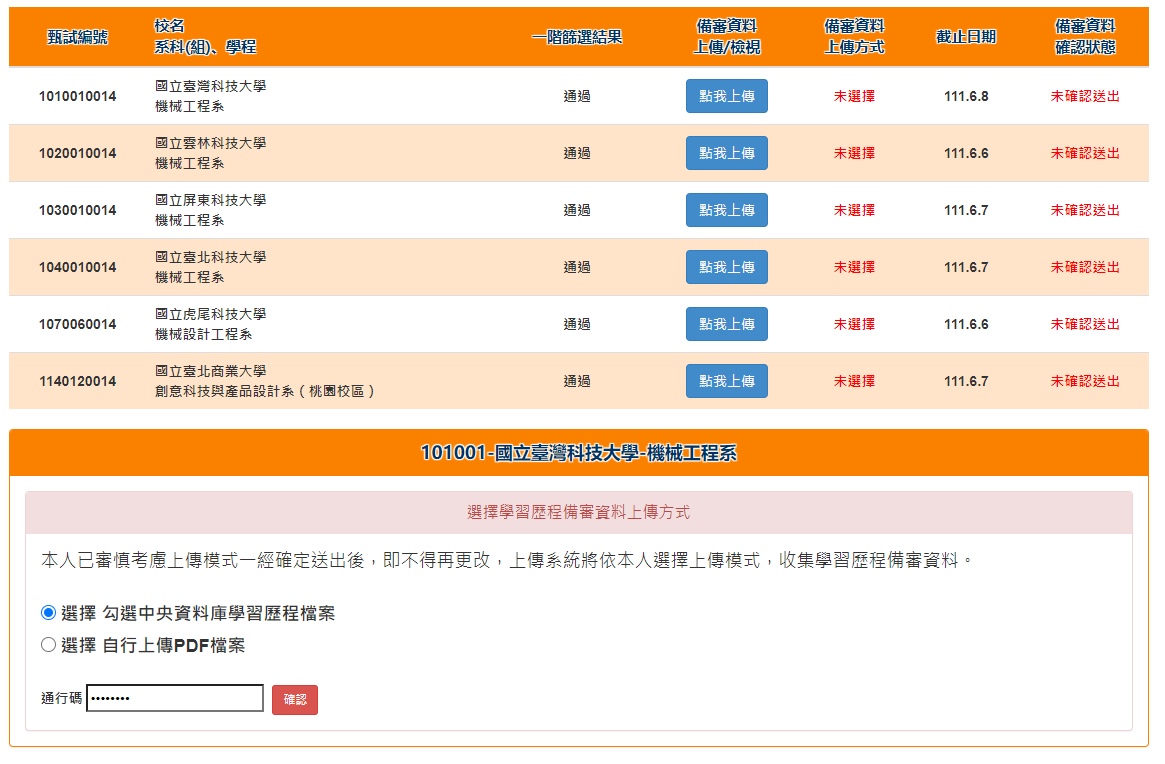 甄試編號 校名 系科(組)、學程 一階篩選結果 備審資料 上傳/檢視 備審資料 上傳方式 截止日期 備審資料 確認狀態
1010010014 國立臺灣科技大學 機械工程系 通過 點我上傳 未選擇 111.6.8 未確認送出
1020010014 國立雲林科技大學 機械工程系 通過 點我上傳 未選擇 111.6.6 未確認送出
1030010014 國立屏東科技大學 機械工程系 通過 點我上傳 未選擇 111.6.7 未確認送出
1040010014 國立臺北科技大學 機械工程系 通過 點我上傳 未選擇 111.6.7 未確認送出
1070060014 國立虎尾科技大學 機械設計工程系 通過 點我上傳 未選擇 111.6.6 未確認送出
1140120014 國立臺北商業大學 創意科技與產品設計系（桃園校區） 通過 點我上傳 未選擇 111.6.7 未確認送出
101001-國立臺灣科技大學-機械工程系
選擇學習歷程備審資料上傳方式
本人已審慎考慮上傳模式一經確定送出後，即不得再更改，上傳系統將依本人選擇上傳模式，收集學習歷程備審資料。
選擇 勾選中央資料庫學習歷程檔案
選擇 自行上傳PDF檔案
通行碼 •••••••• 確認